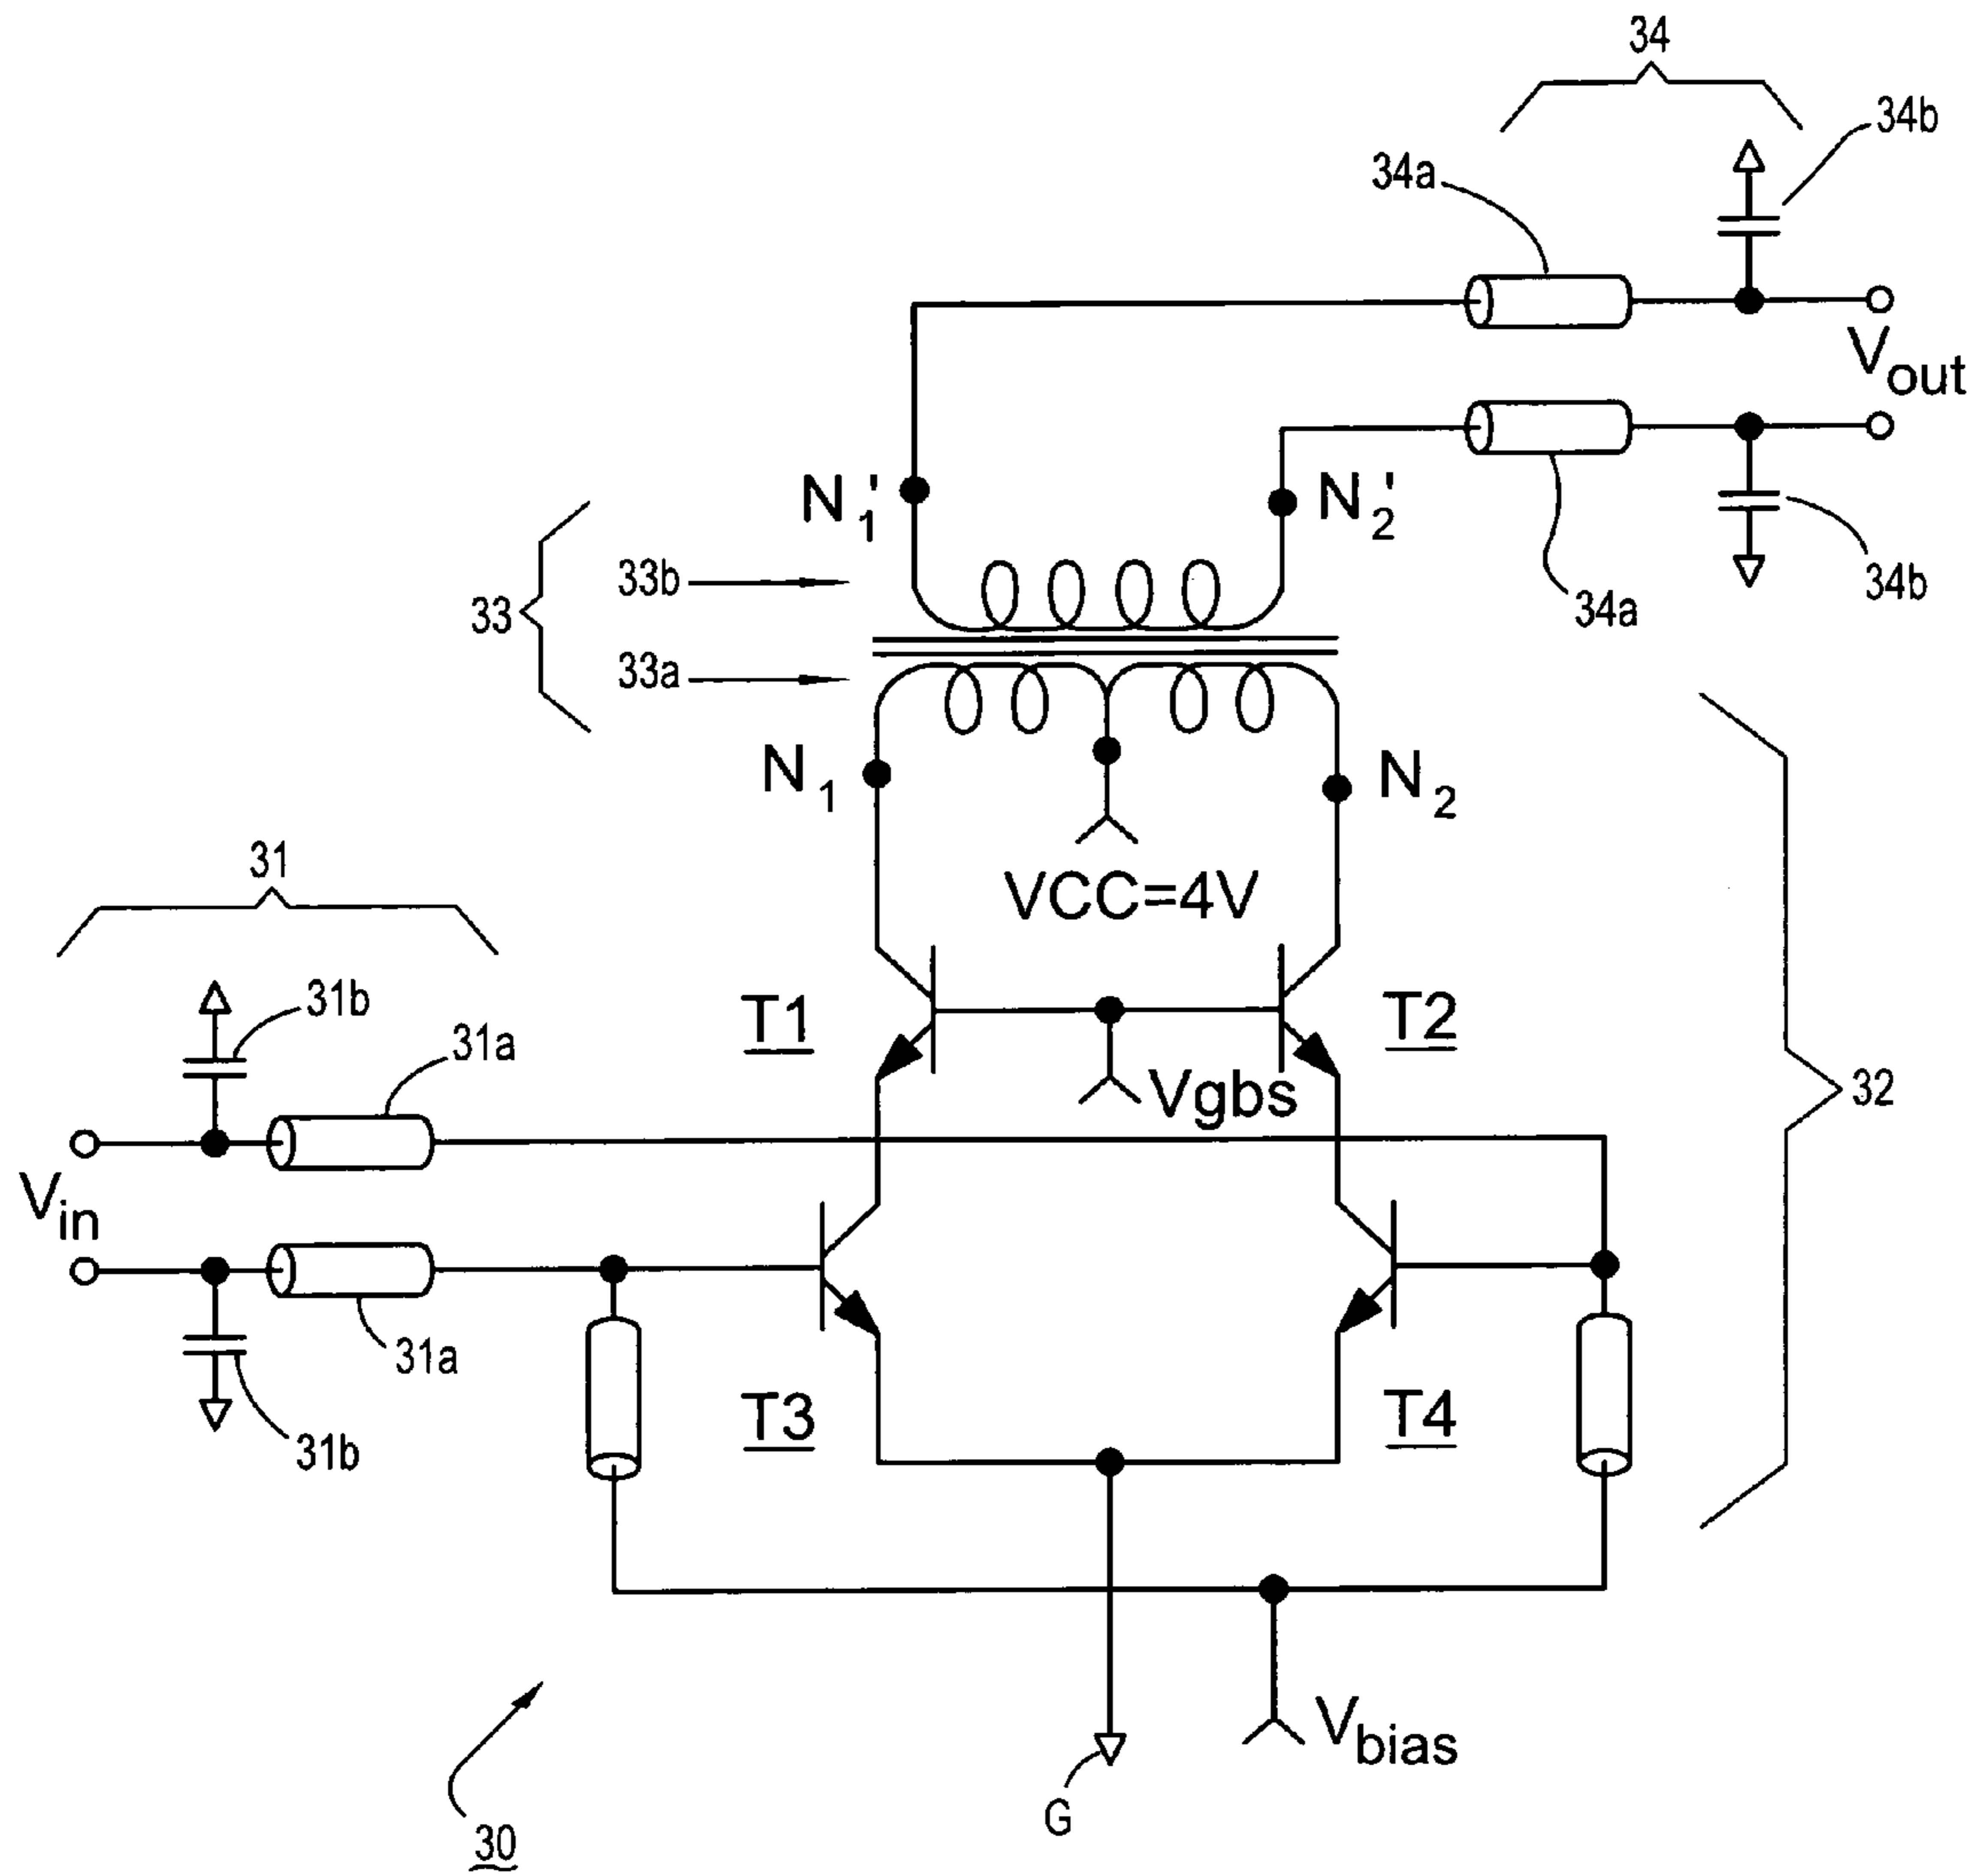 34
34b
34a
Vout
N1'
N2'
33b
34b
33
34a
33a
N1
N2
31
VCC=4V
31b
T1
T2
31a
Vgbs
32
Vin
31a
T3
T4
31b
Vbias
G
30